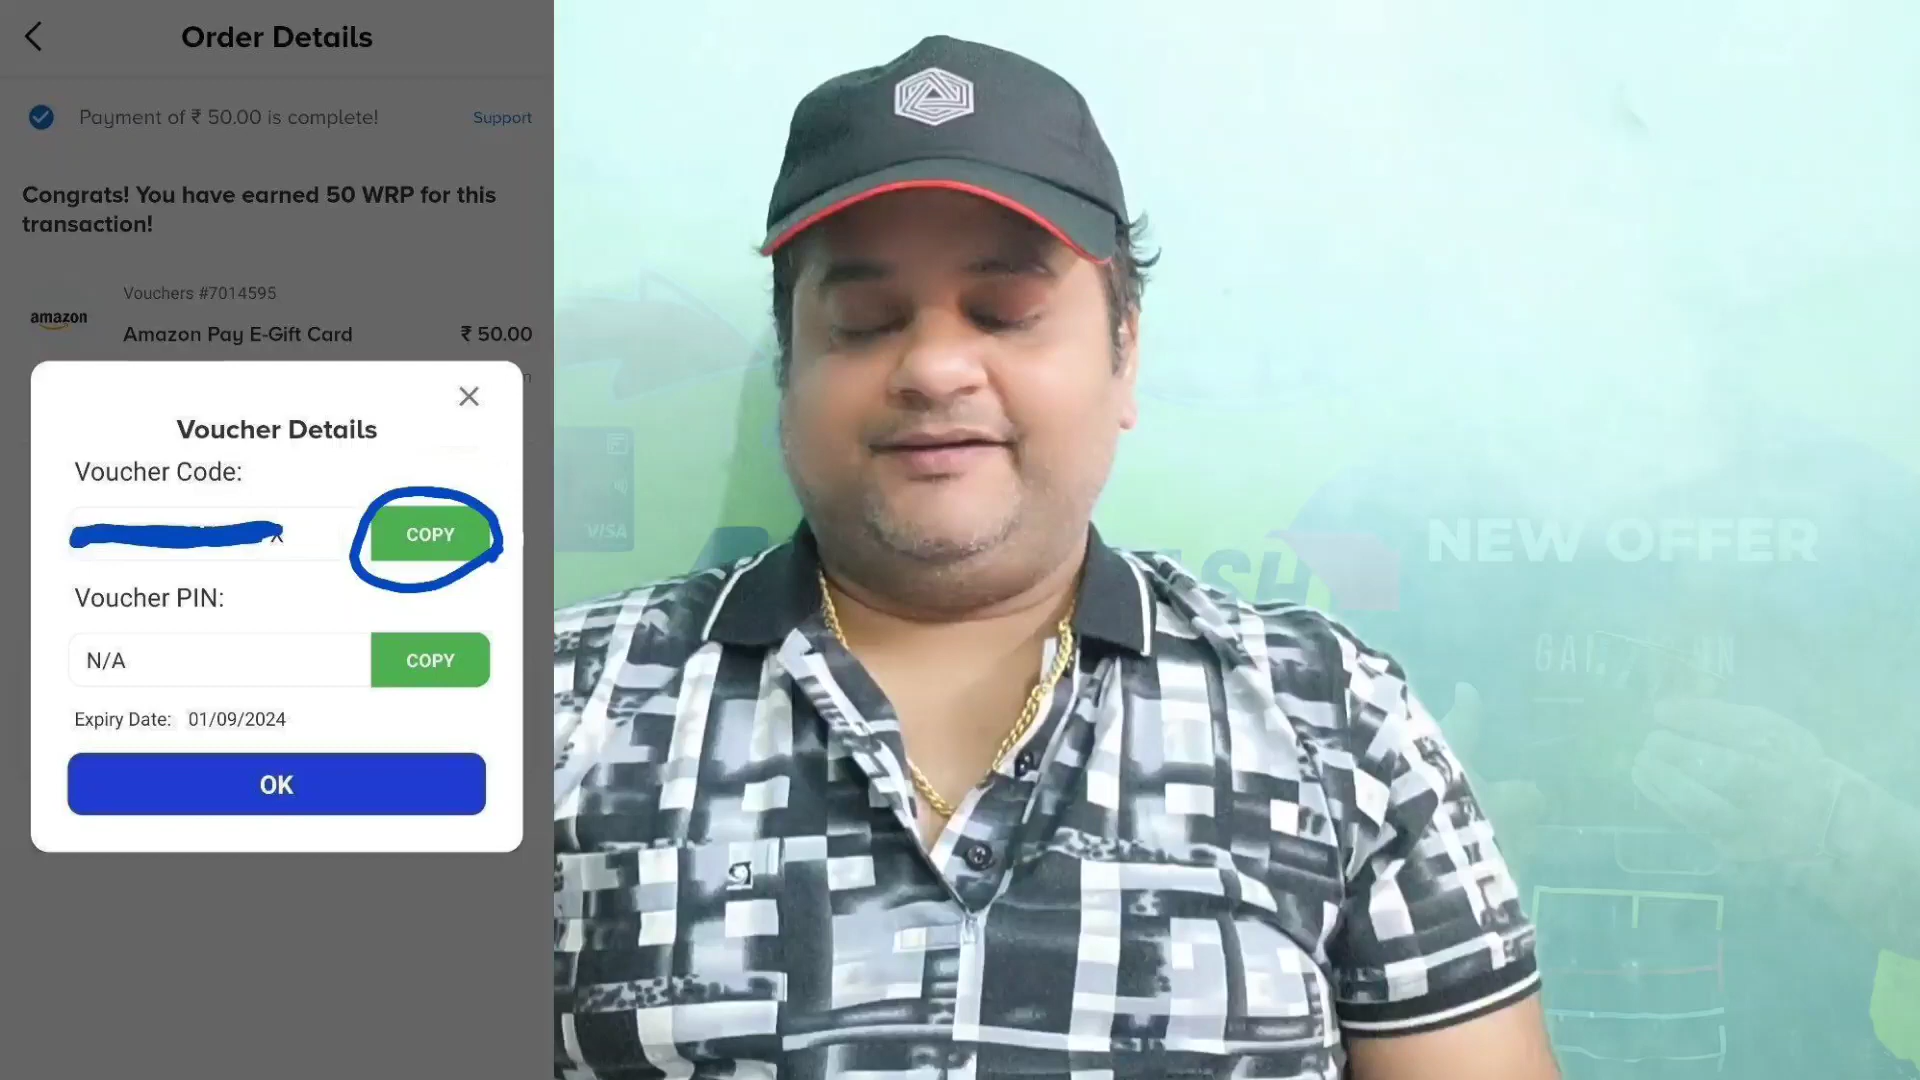 Order Details
Payment of ₹ 50.00 is complete!
Support
Congrats! You have earned 50 WRP for this
transaction!
Vouchers #7014595
amazon
Amazon Pay E-Gift Card
₹ 50.00
Voucher Details
Voucher Code:
COPY
Voucher PIN:
N/A
COPY
Expiry Date: 01/09/2024
OK
VISA
NEW OFFER